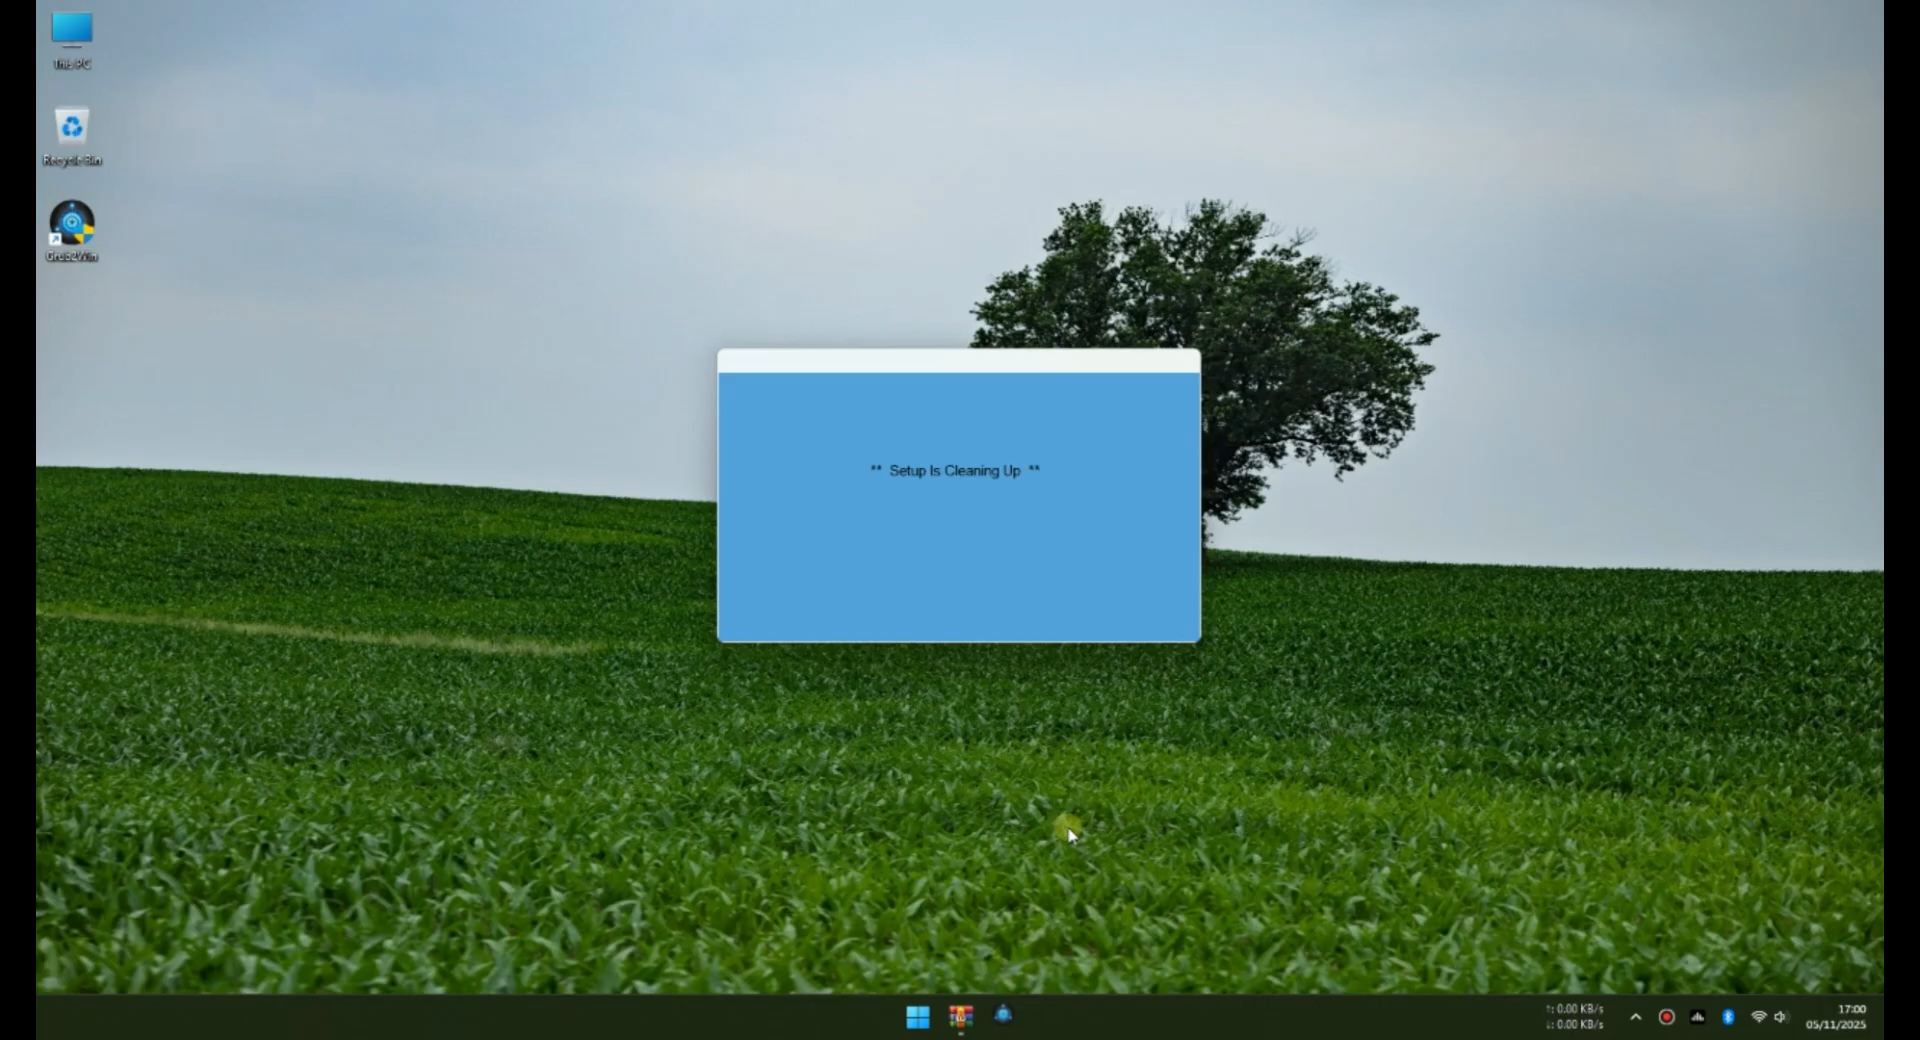 This PC
Recycle Bin
Grub2Win
** Setup Is Cleaning Up **
↑: 0.00 KB/s
↓: 0.00 KB/s
17:00
05/11/2025